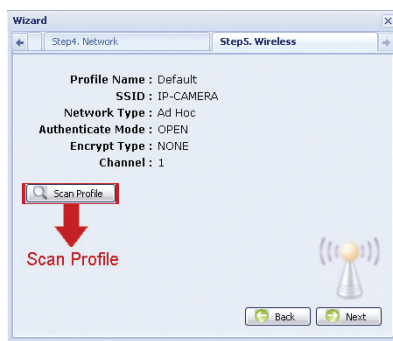 Wizard
Step4. Network
Step5. Wireless
Profile Name : Default
SSID : IP-CAMERA
Network Type : Ad Hoc
Authenticate Mode : OPEN
Encrypt Type : NONE
Channel : 1
Scan Profile
Scan Profile
Back
Next